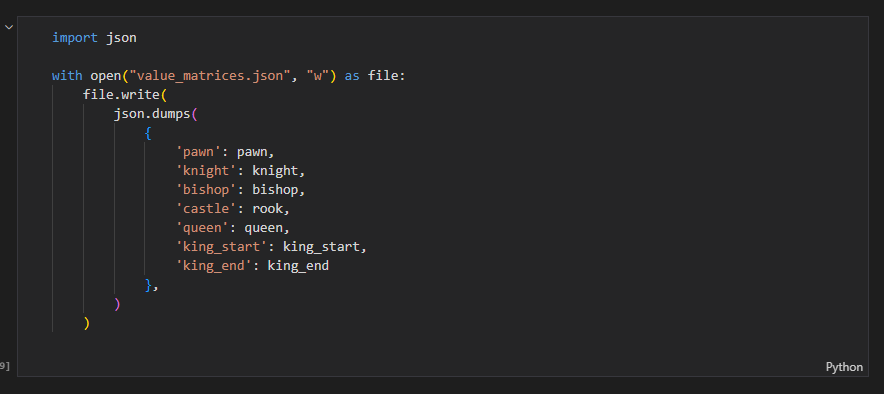 import json
with open("value_matrices.json", "w") as file:
file.write(
json.dumps(
{
'pawn': pawn,
'knight': knight,
'bishop': bishop,
'castle': rook,
'queen': queen,
'king_start': king_start,
'king_end': king_end
},
)
)
9]
Python